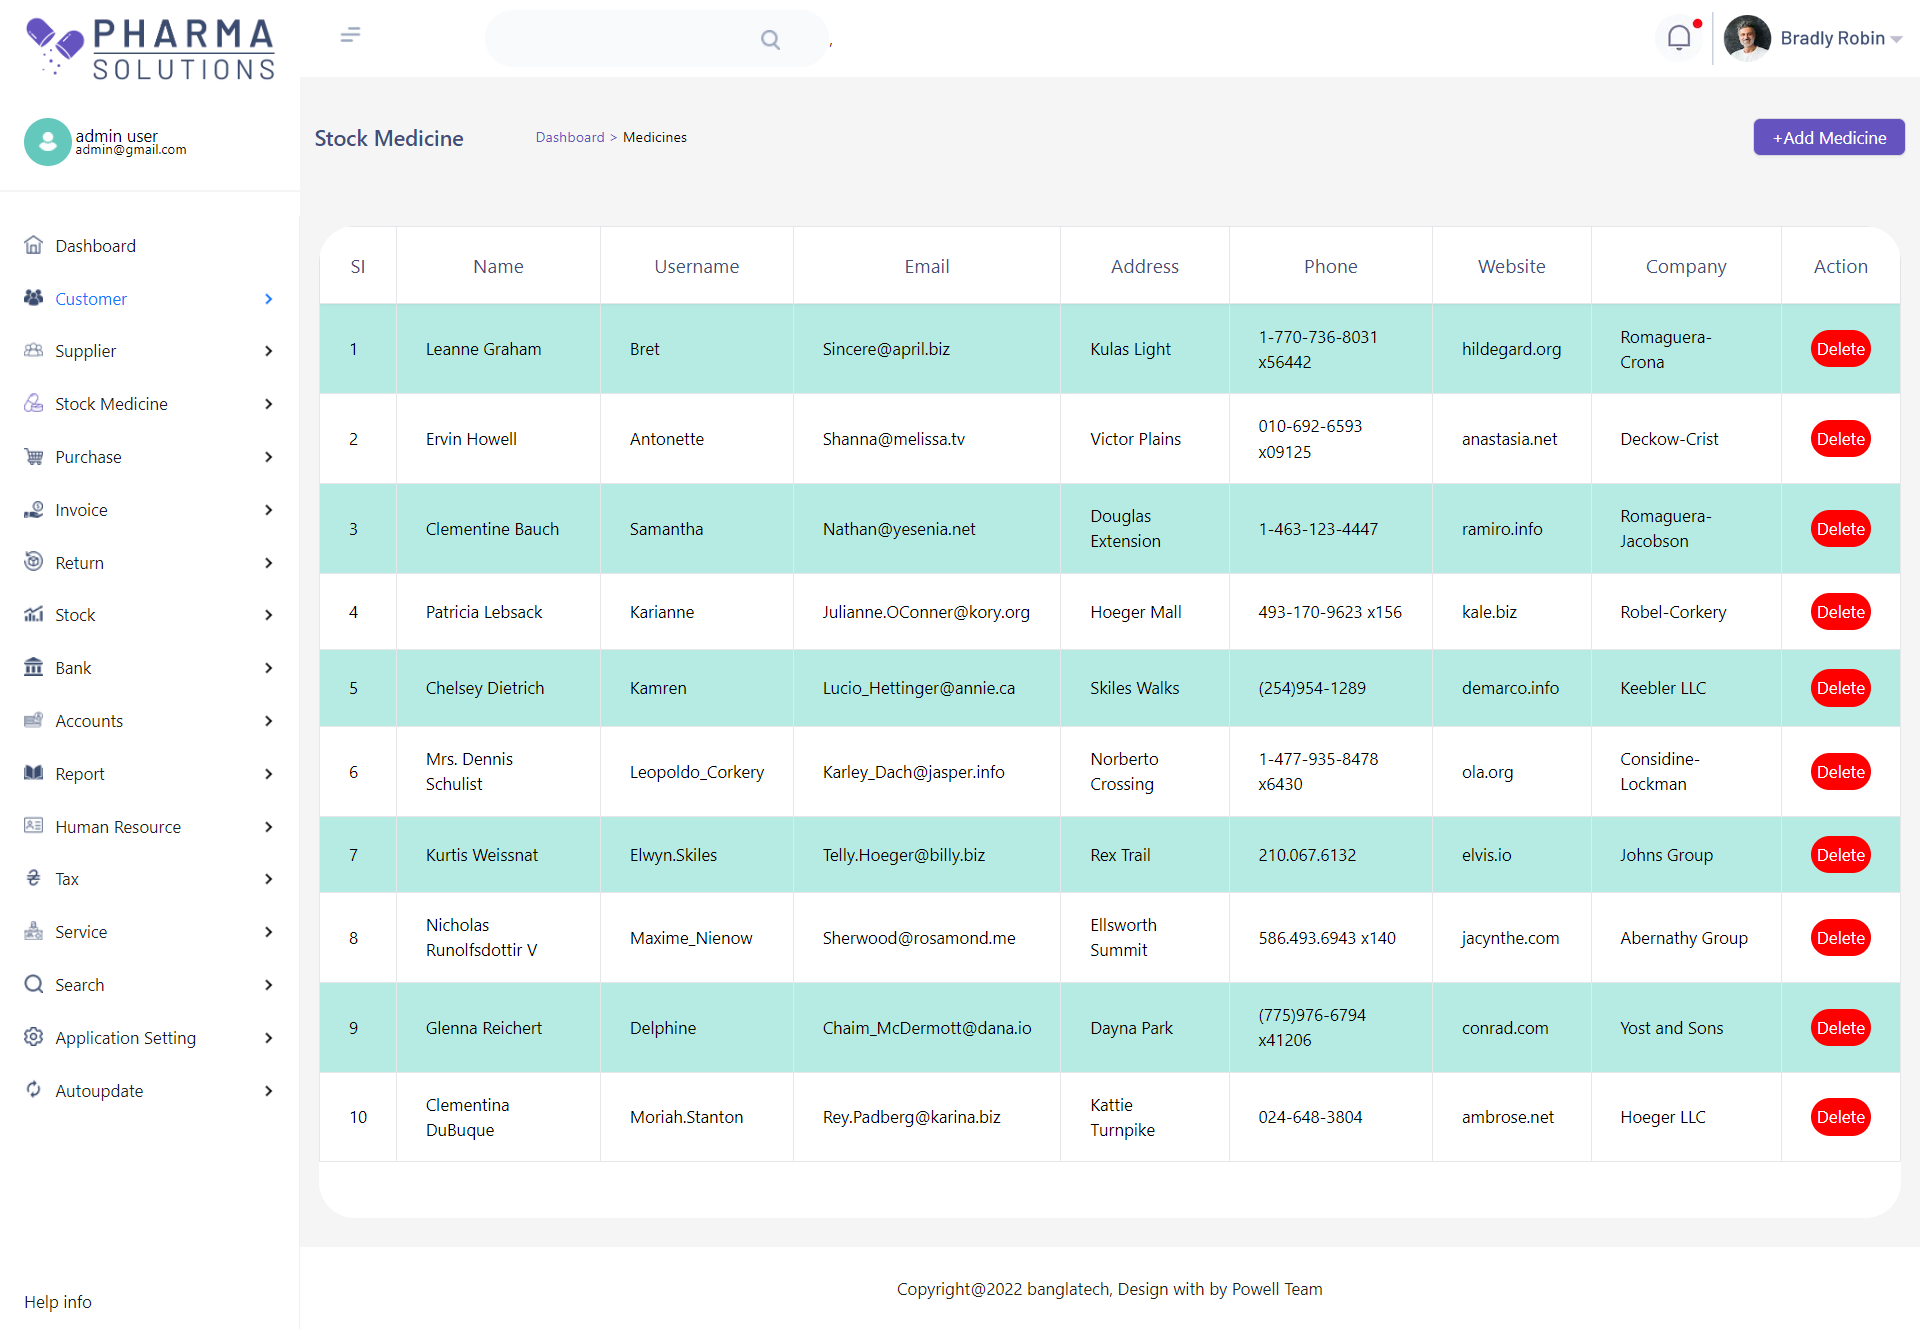 PHARMA
SOLUTIONS
,
Bradly Robin
admin user
admin@gmail.com
Stock Medicine
Dashboard > Medicines
+Add Medicine
Dashboard
Customer
Supplier
Stock Medicine
Purchase
Invoice
Return
Stock
Bank
Accounts
Report
Human Resource
Tax
Service
Search
Application Setting
Autoupdate
Help info
SI Name Username Email Address Phone Website Company Action
1 Leanne Graham Bret Sincere@april.biz Kulas Light 1-770-736-8031 x56442 hildegard.org Romaguera-Crona Delete
2 Ervin Howell Antonette Shanna@melissa.tv Victor Plains 010-692-6593 x09125 anastasia.net Deckow-Crist Delete
3 Clementine Bauch Samantha Nathan@yesenia.net Douglas Extension 1-463-123-4447 ramiro.info Romaguera-Jacobson Delete
4 Patricia Lebsack Karianne Julianne.OConner@kory.org Hoeger Mall 493-170-9623 x156 kale.biz Robel-Corkery Delete
5 Chelsey Dietrich Kamren Lucio_Hettinger@annie.ca Skiles Walks (254)954-1289 demarco.info Keebler LLC Delete
6 Mrs. Dennis Schulist Leopoldo_Corkery Karley_Dach@jasper.info Norberto Crossing 1-477-935-8478 x6430 ola.org Considine-Lockman Delete
7 Kurtis Weissnat Elwyn.Skiles Telly.Hoeger@billy.biz Rex Trail 210.067.6132 elvis.io Johns Group Delete
8 Nicholas Runolfsdottir V Maxime_Nienow Sherwood@rosamond.me Ellsworth Summit 586.493.6943 x140 jacynthe.com Abernathy Group Delete
9 Glenna Reichert Delphine Chaim_McDermott@dana.io Dayna Park (775)976-6794 x41206 conrad.com Yost and Sons Delete
10 Clementina DuBuque Moriah.Stanton Rey.Padberg@karina.biz Kattie Turnpike 024-648-3804 ambrose.net Hoeger LLC Delete
Copyright@2022 banglatech, Design with by Powell Team